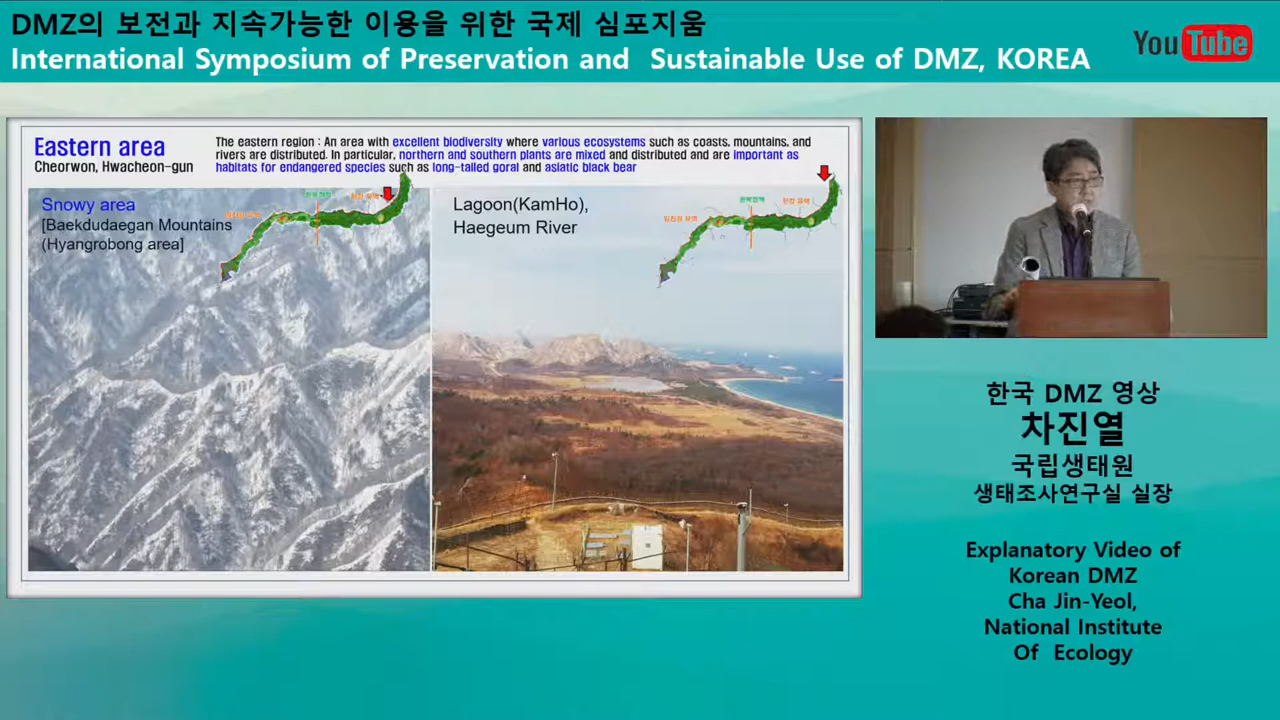 DMZ의 보전과 지속가능한 이용을 위한 국제 심포지움
International Symposium of Preservation and Sustainable Use of DMZ, KOREA
YouTube
Eastern area
Cheorwon, Hwacheon-gun
The eastern region : An area with excellent biodiversity where various ecosystems such as coasts, mountains, and
rivers are distributed. In particular, northern and southern plants are mixed and distributed and are important as
habitats for endangered species such as long-tailed goral and asiatic black bear
Snowy area
[Baekdudaegan Mountains
(Hyangrobong area]
Lagoon(KamHo),
Haegeum River
한국 DMZ 영상
차진열
국립생태원
생태조사연구실 실장
Explanatory Video of
Korean DMZ
Cha Jin-Yeol,
National Institute
Of Ecology